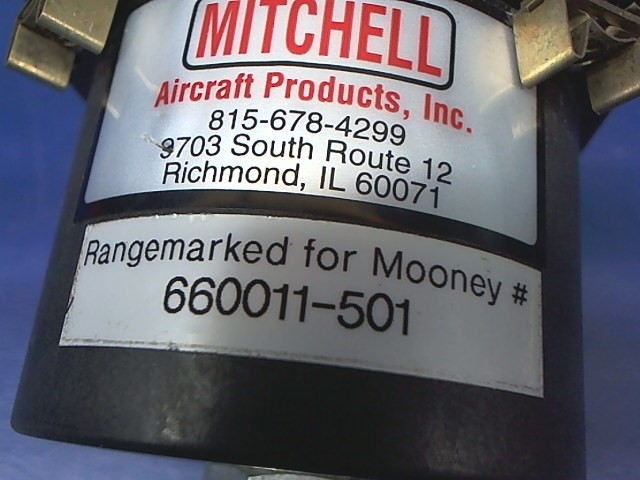 MITCHELL
Aircraft Products, Inc.
815-678-4299
9703 South Route 12
Richmond, IL 60071
Rangemarked for Mooney #
660011-501